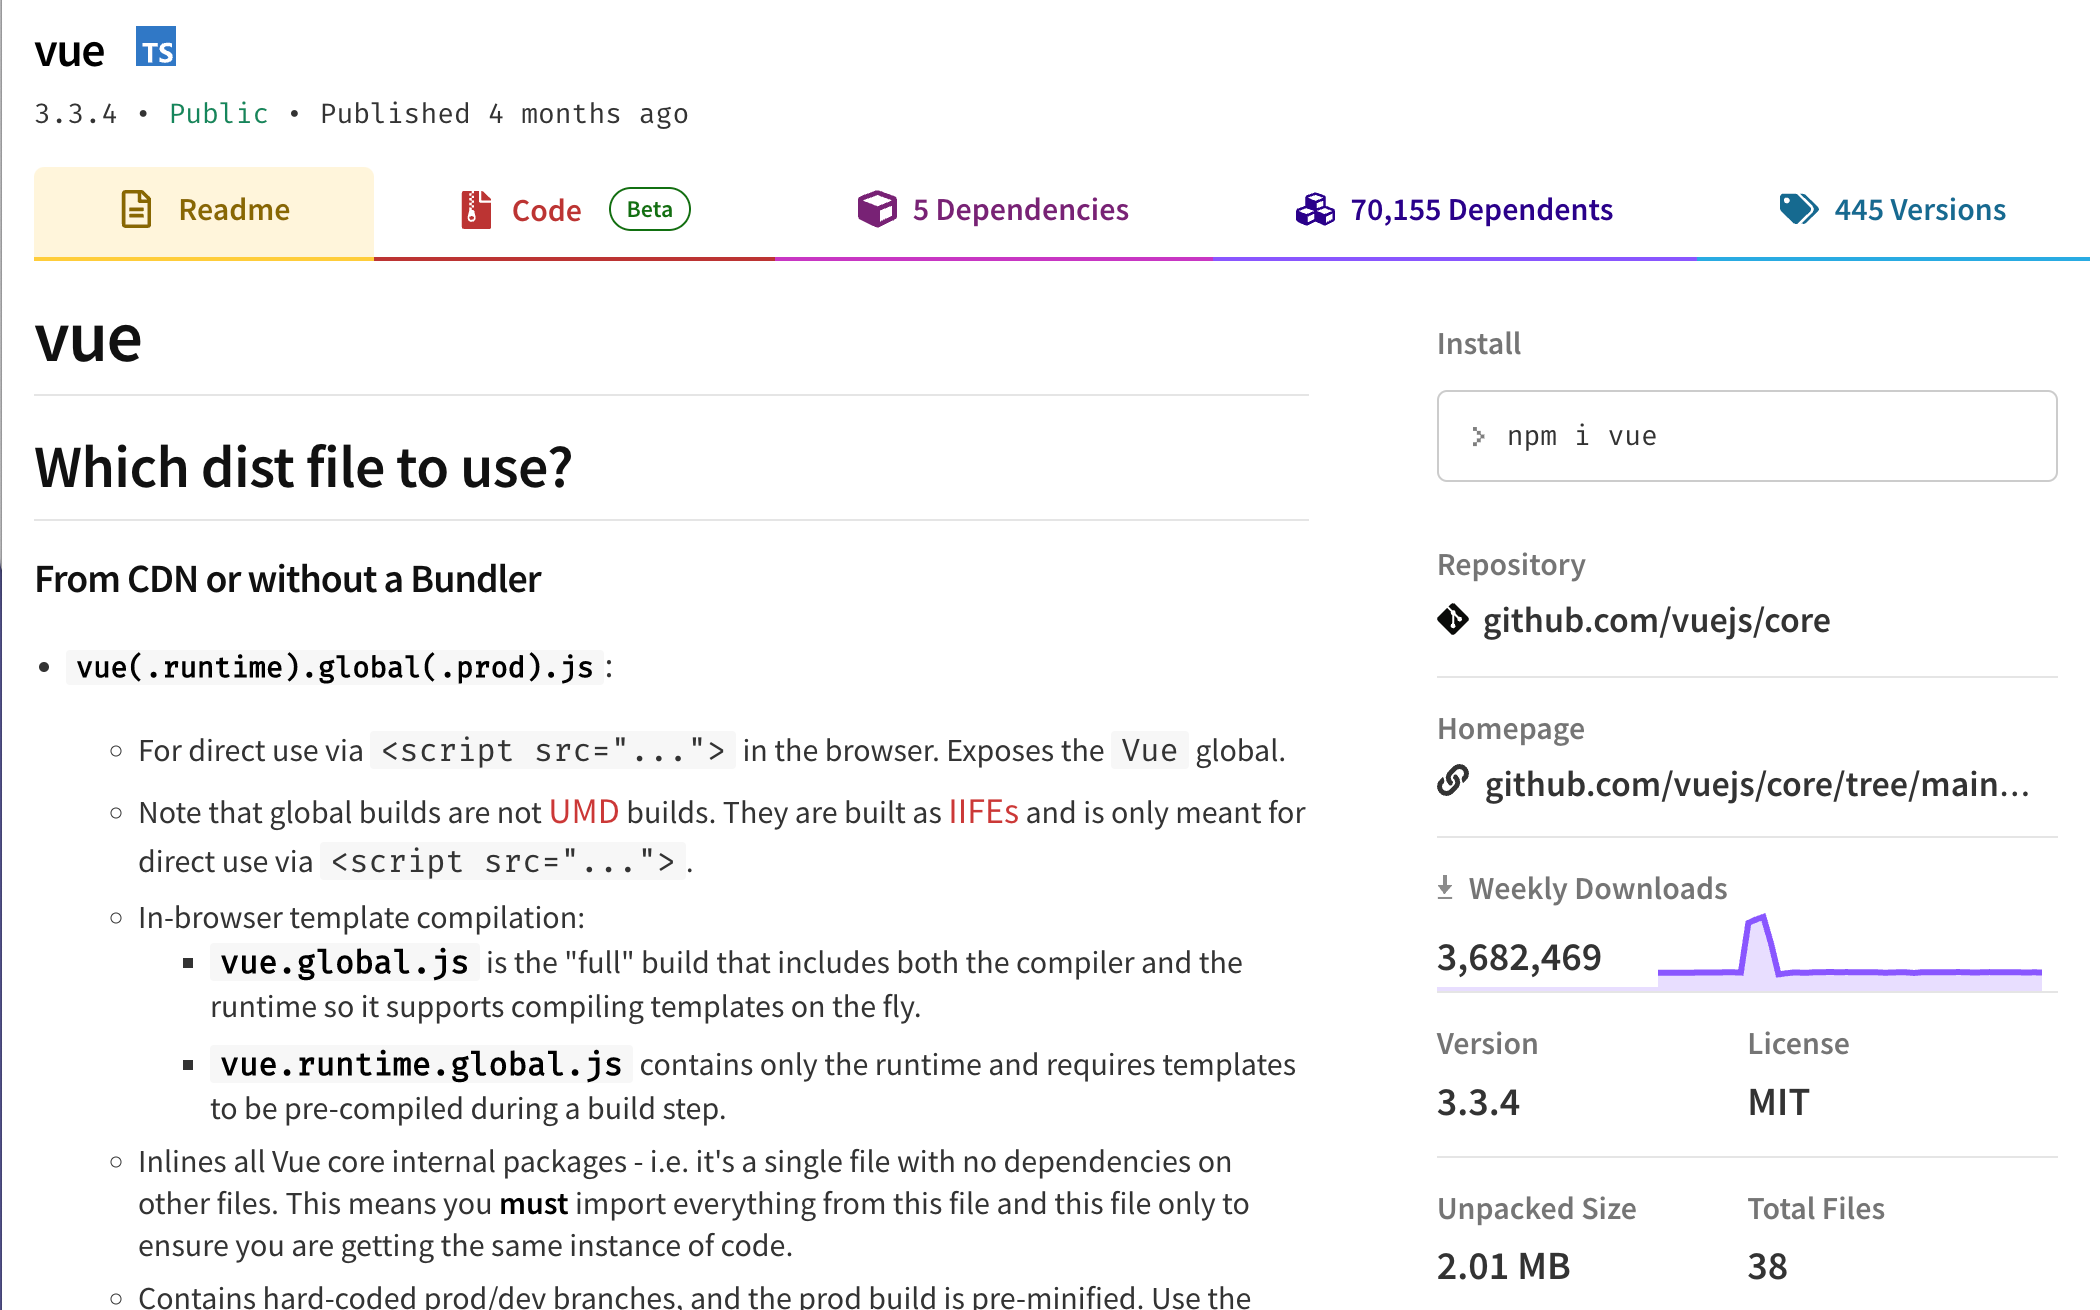 vue TS
3.3.4 • Public • Published 4 months ago
Readme
Code Beta
5 Dependencies
70,155 Dependents
445 Versions
vue
Which dist file to use?
From CDN or without a Bundler
• vue(.runtime).global(.prod).js:
◦ For direct use via <script src="..."> in the browser. Exposes the Vue global.
◦ Note that global builds are not UMD builds. They are built as IIFEs and is only meant for
direct use via <script src="...">.
◦ In-browser template compilation:
▪ vue.global.js is the "full" build that includes both the compiler and the
runtime so it supports compiling templates on the fly.
▪ vue.runtime.global.js contains only the runtime and requires templates
to be pre-compiled during a build step.
◦ Inlines all Vue core internal packages - i.e. it's a single file with no dependencies on
other files. This means you must import everything from this file and this file only to
ensure you are getting the same instance of code.
◦ Contains hard-coded prod/dev branches, and the prod build is pre-minified. Use the
Install
> npm i vue
Repository
github.com/vuejs/core
Homepage
github.com/vuejs/core/tree/main...
Weekly Downloads
3,682,469
Version
3.3.4
License
MIT
Unpacked Size
2.01 MB
Total Files
38